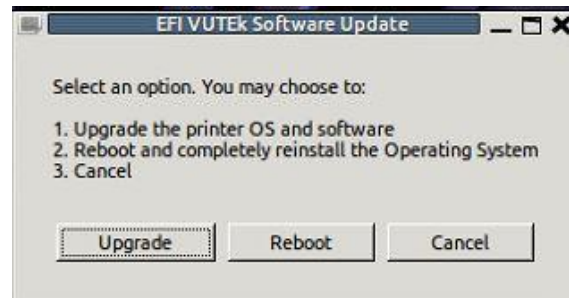 EFI VUTEk Software Update
Select an option. You may choose to:
1. Upgrade the printer OS and software
2. Reboot and completely reinstall the Operating System
3. Cancel
Upgrade Reboot Cancel